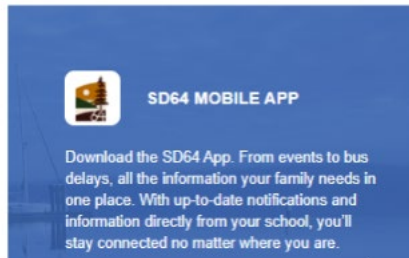 SD64 MOBILE APP
Download the SD64 App. From events to bus
delays, all the information your family needs in
one place. With up-to-date notifications and
information directly from your school, you'll
stay connected no matter where you are.